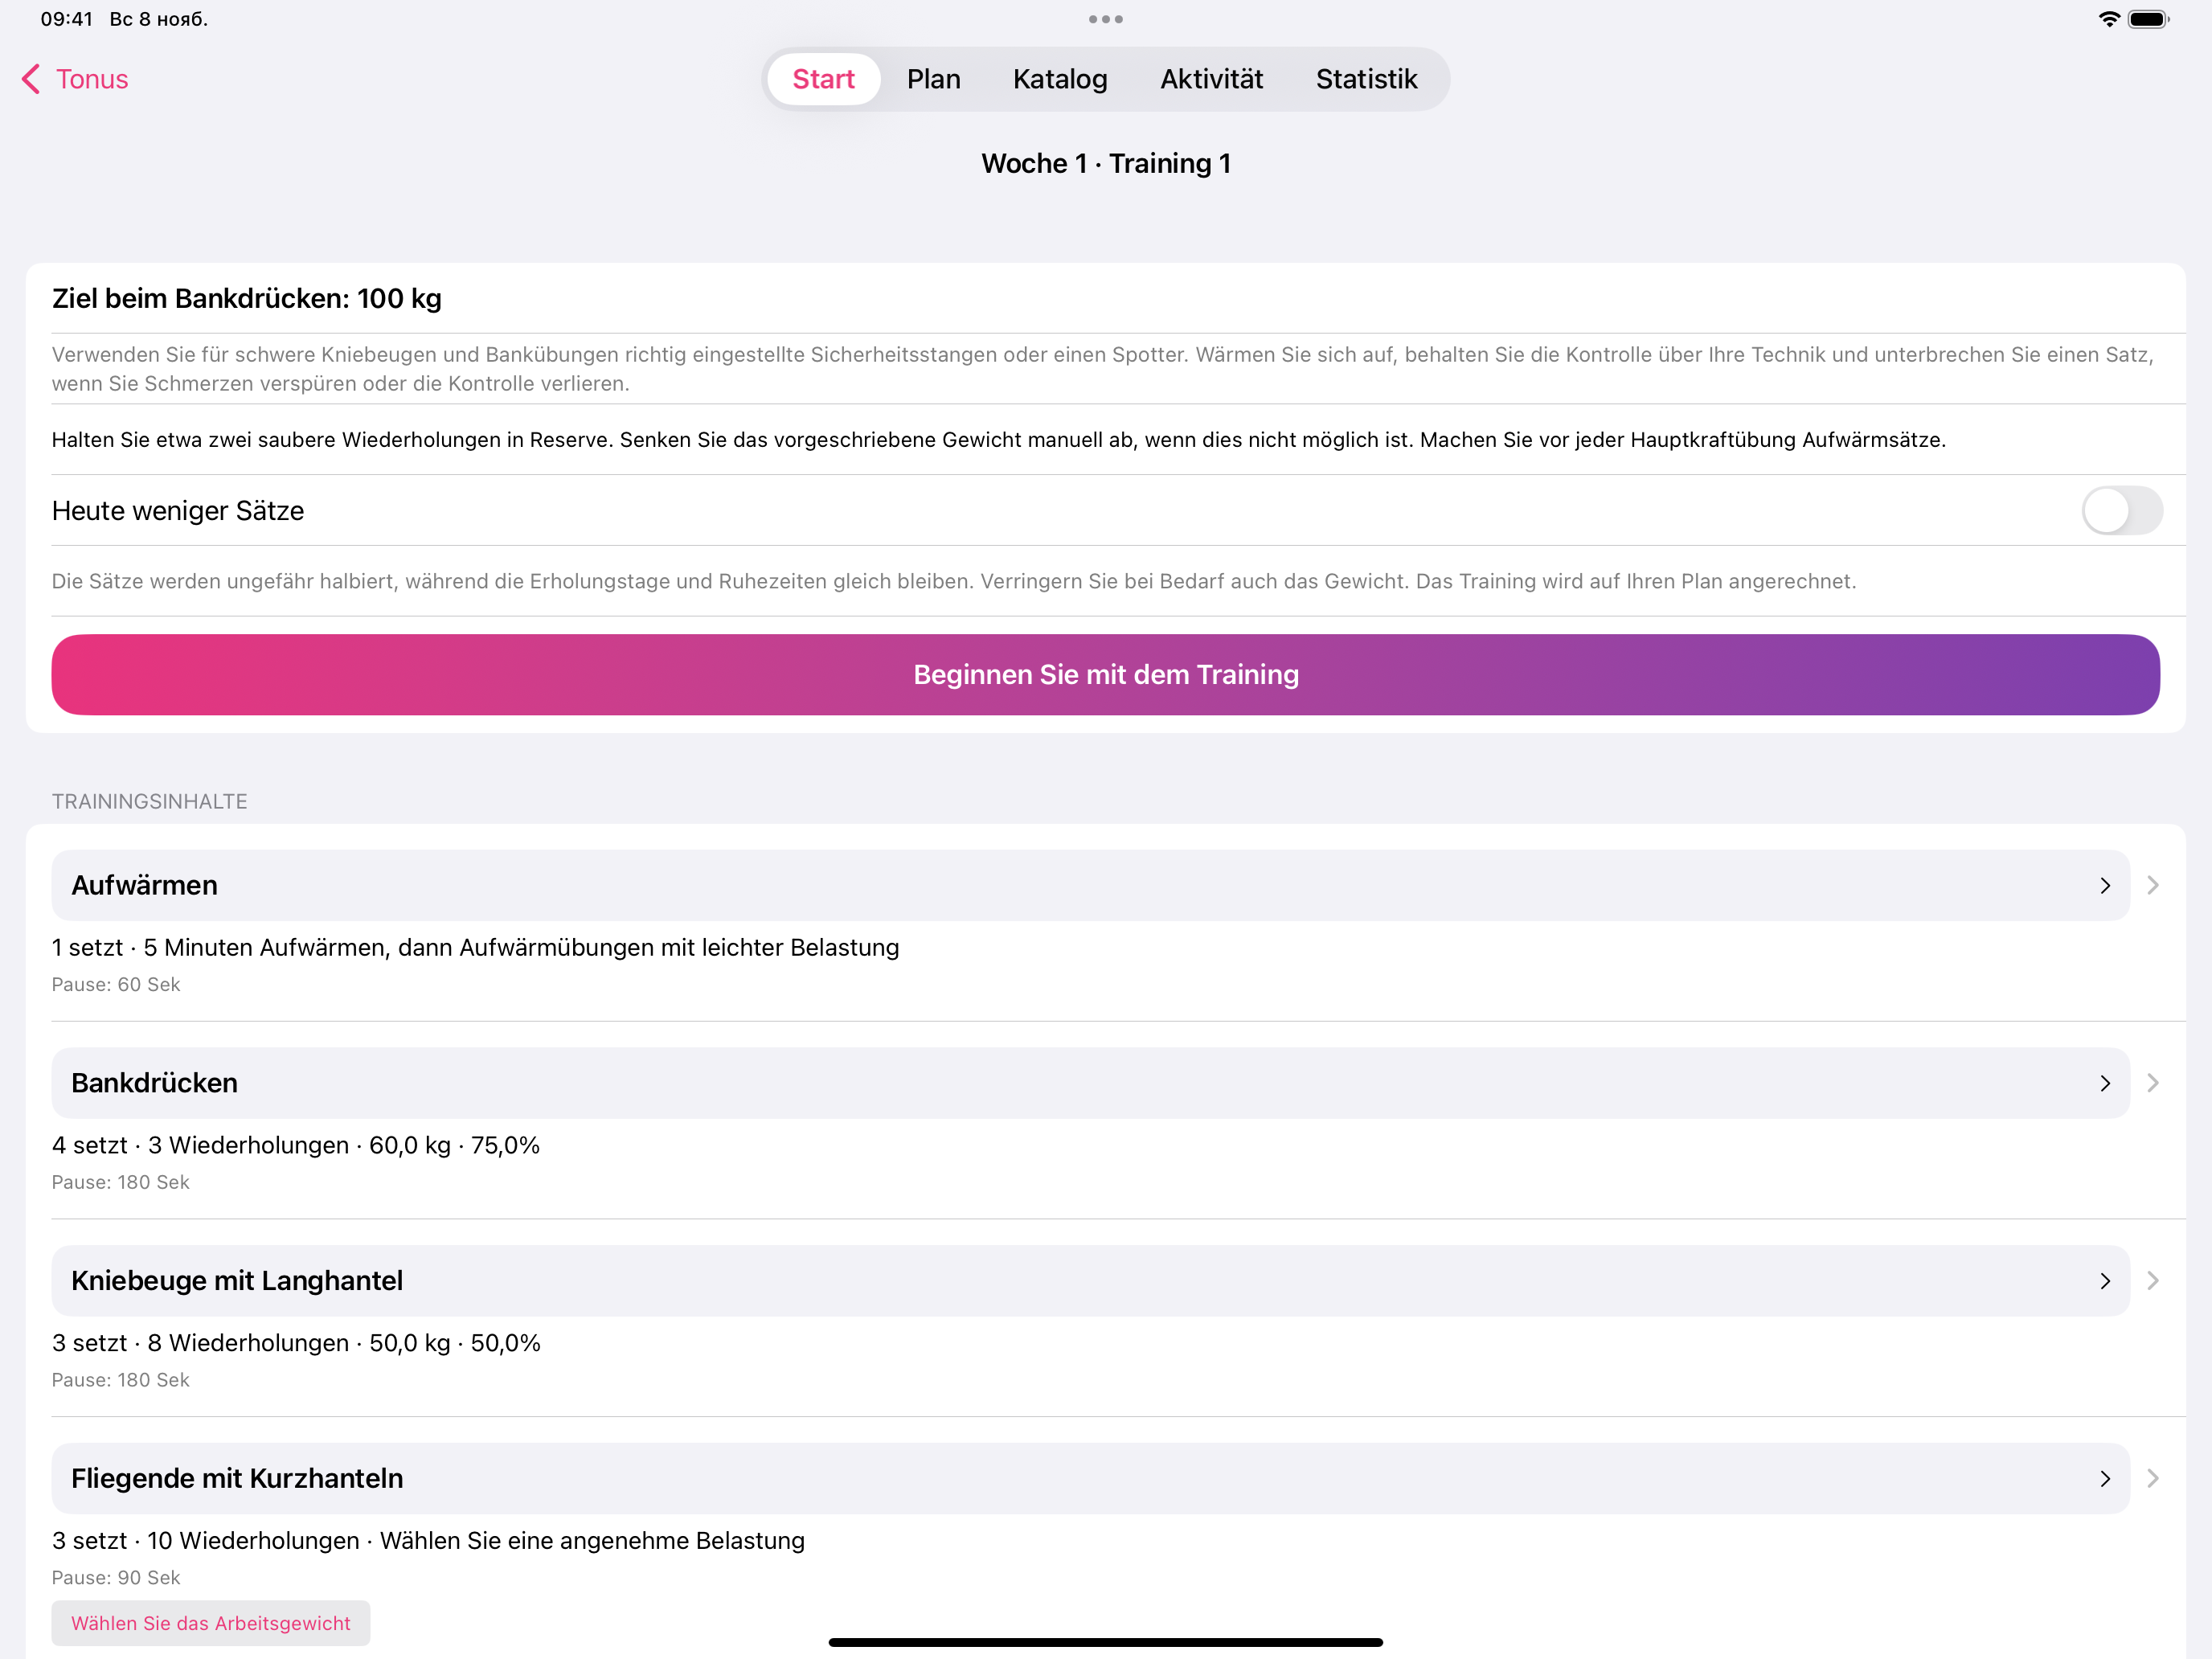 09:41 Вс 8 нояб.
Tonus
Start Plan Katalog Aktivität Statistik
Woche 1 · Training 1
Ziel beim Bankdrücken: 100 kg
Verwenden Sie für schwere Kniebeugen und Bankübungen richtig eingestellte Sicherheitsstangen oder einen Spotter. Wärmen Sie sich auf, behalten Sie die Kontrolle über Ihre Technik und unterbrechen Sie einen Satz,
wenn Sie Schmerzen verspüren oder die Kontrolle verlieren.
Halten Sie etwa zwei saubere Wiederholungen in Reserve. Senken Sie das vorgeschriebene Gewicht manuell ab, wenn dies nicht möglich ist. Machen Sie vor jeder Hauptkraftübung Aufwärmsätze.
Heute weniger Sätze
Die Sätze werden ungefähr halbiert, während die Erholungstage und Ruhezeiten gleich bleiben. Verringern Sie bei Bedarf auch das Gewicht. Das Training wird auf Ihren Plan angerechnet.
Beginnen Sie mit dem Training
TRAININGSINHALTE
Aufwärmen
1 setzt · 5 Minuten Aufwärmen, dann Aufwärmübungen mit leichter Belastung
Pause: 60 Sek
Bankdrücken
4 setzt · 3 Wiederholungen · 60,0 kg · 75,0%
Pause: 180 Sek
Kniebeuge mit Langhantel
3 setzt · 8 Wiederholungen · 50,0 kg · 50,0%
Pause: 180 Sek
Fliegende mit Kurzhanteln
3 setzt · 10 Wiederholungen · Wählen Sie eine angenehme Belastung
Pause: 90 Sek
Wählen Sie das Arbeitsgewicht